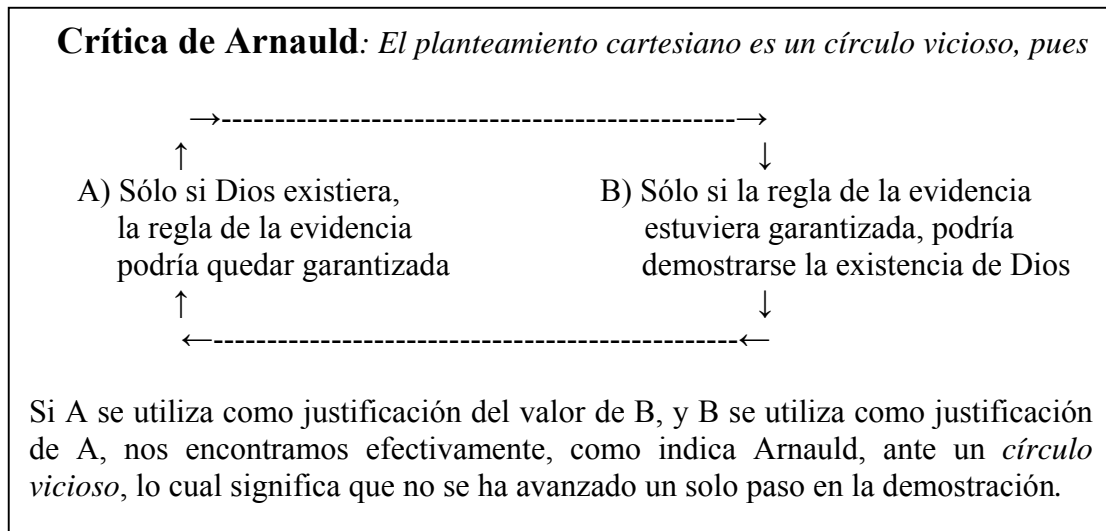 Crítica de Arnauld: El planteamiento cartesiano es un círculo vicioso, pues
→------------------------------------------------→
↑ ↓
A) Sólo si Dios existiera, B) Sólo si la regla de la evidencia
la regla de la evidencia estuviera garantizada, podría
podría quedar garantizada demostrarse la existencia de Dios
↑ ↓
←-------------------------------------------------←
Si A se utiliza como justificación del valor de B, y B se utiliza como justificación
de A, nos encontramos efectivamente, como indica Arnauld, ante un círculo
vicioso, lo cual significa que no se ha avanzado un solo paso en la demostración.